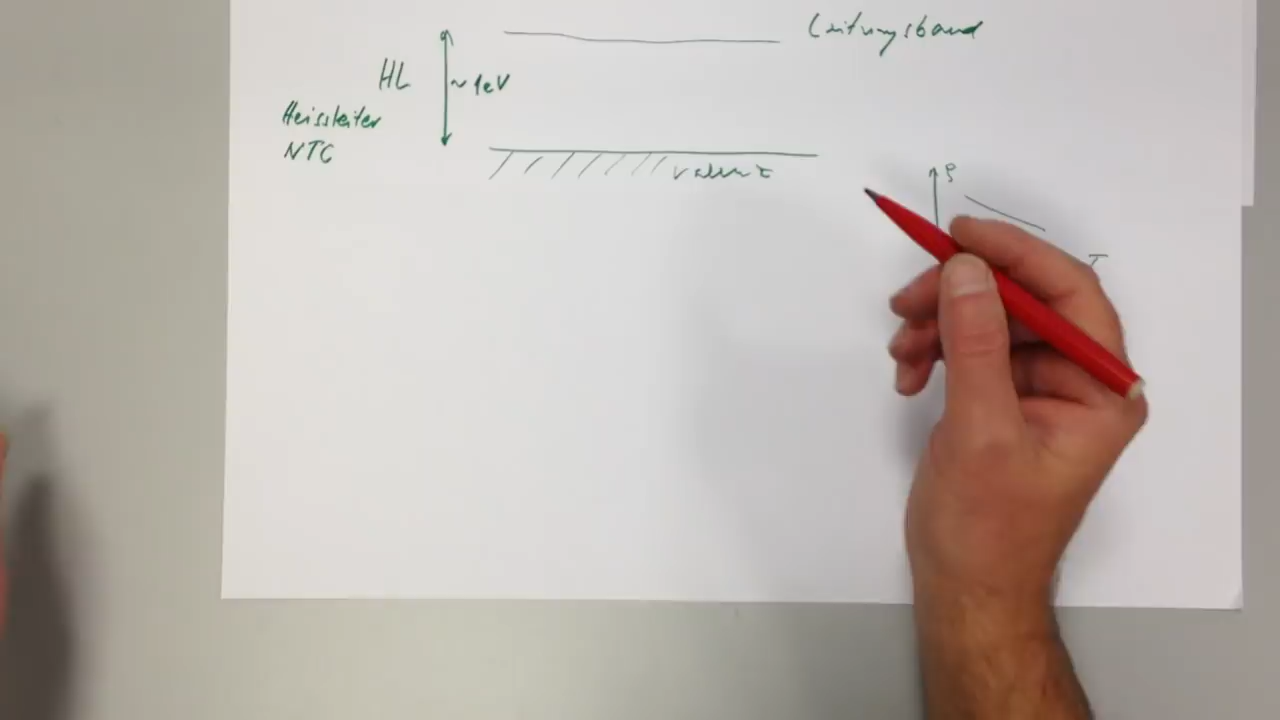 Leitungsband
HL
~ 1eV
Heissleiter
NTC
Valenz
ρ
T